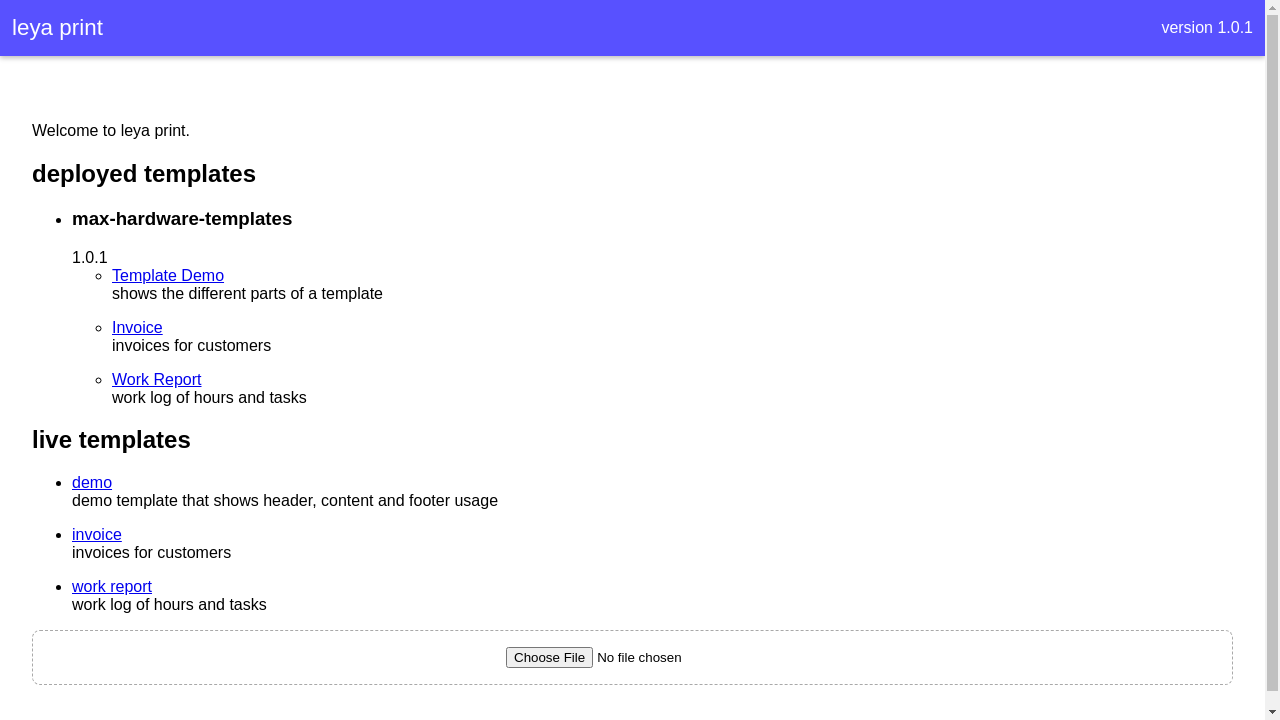 leya print
version 1.0.1
Welcome to leya print.
deployed templates
max-hardware-templates
1.0.1
Template Demo
shows the different parts of a template
Invoice
invoices for customers
Work Report
work log of hours and tasks
live templates
demo
demo template that shows header, content and footer usage
invoice
invoices for customers
work report
work log of hours and tasks
Choose File No file chosen